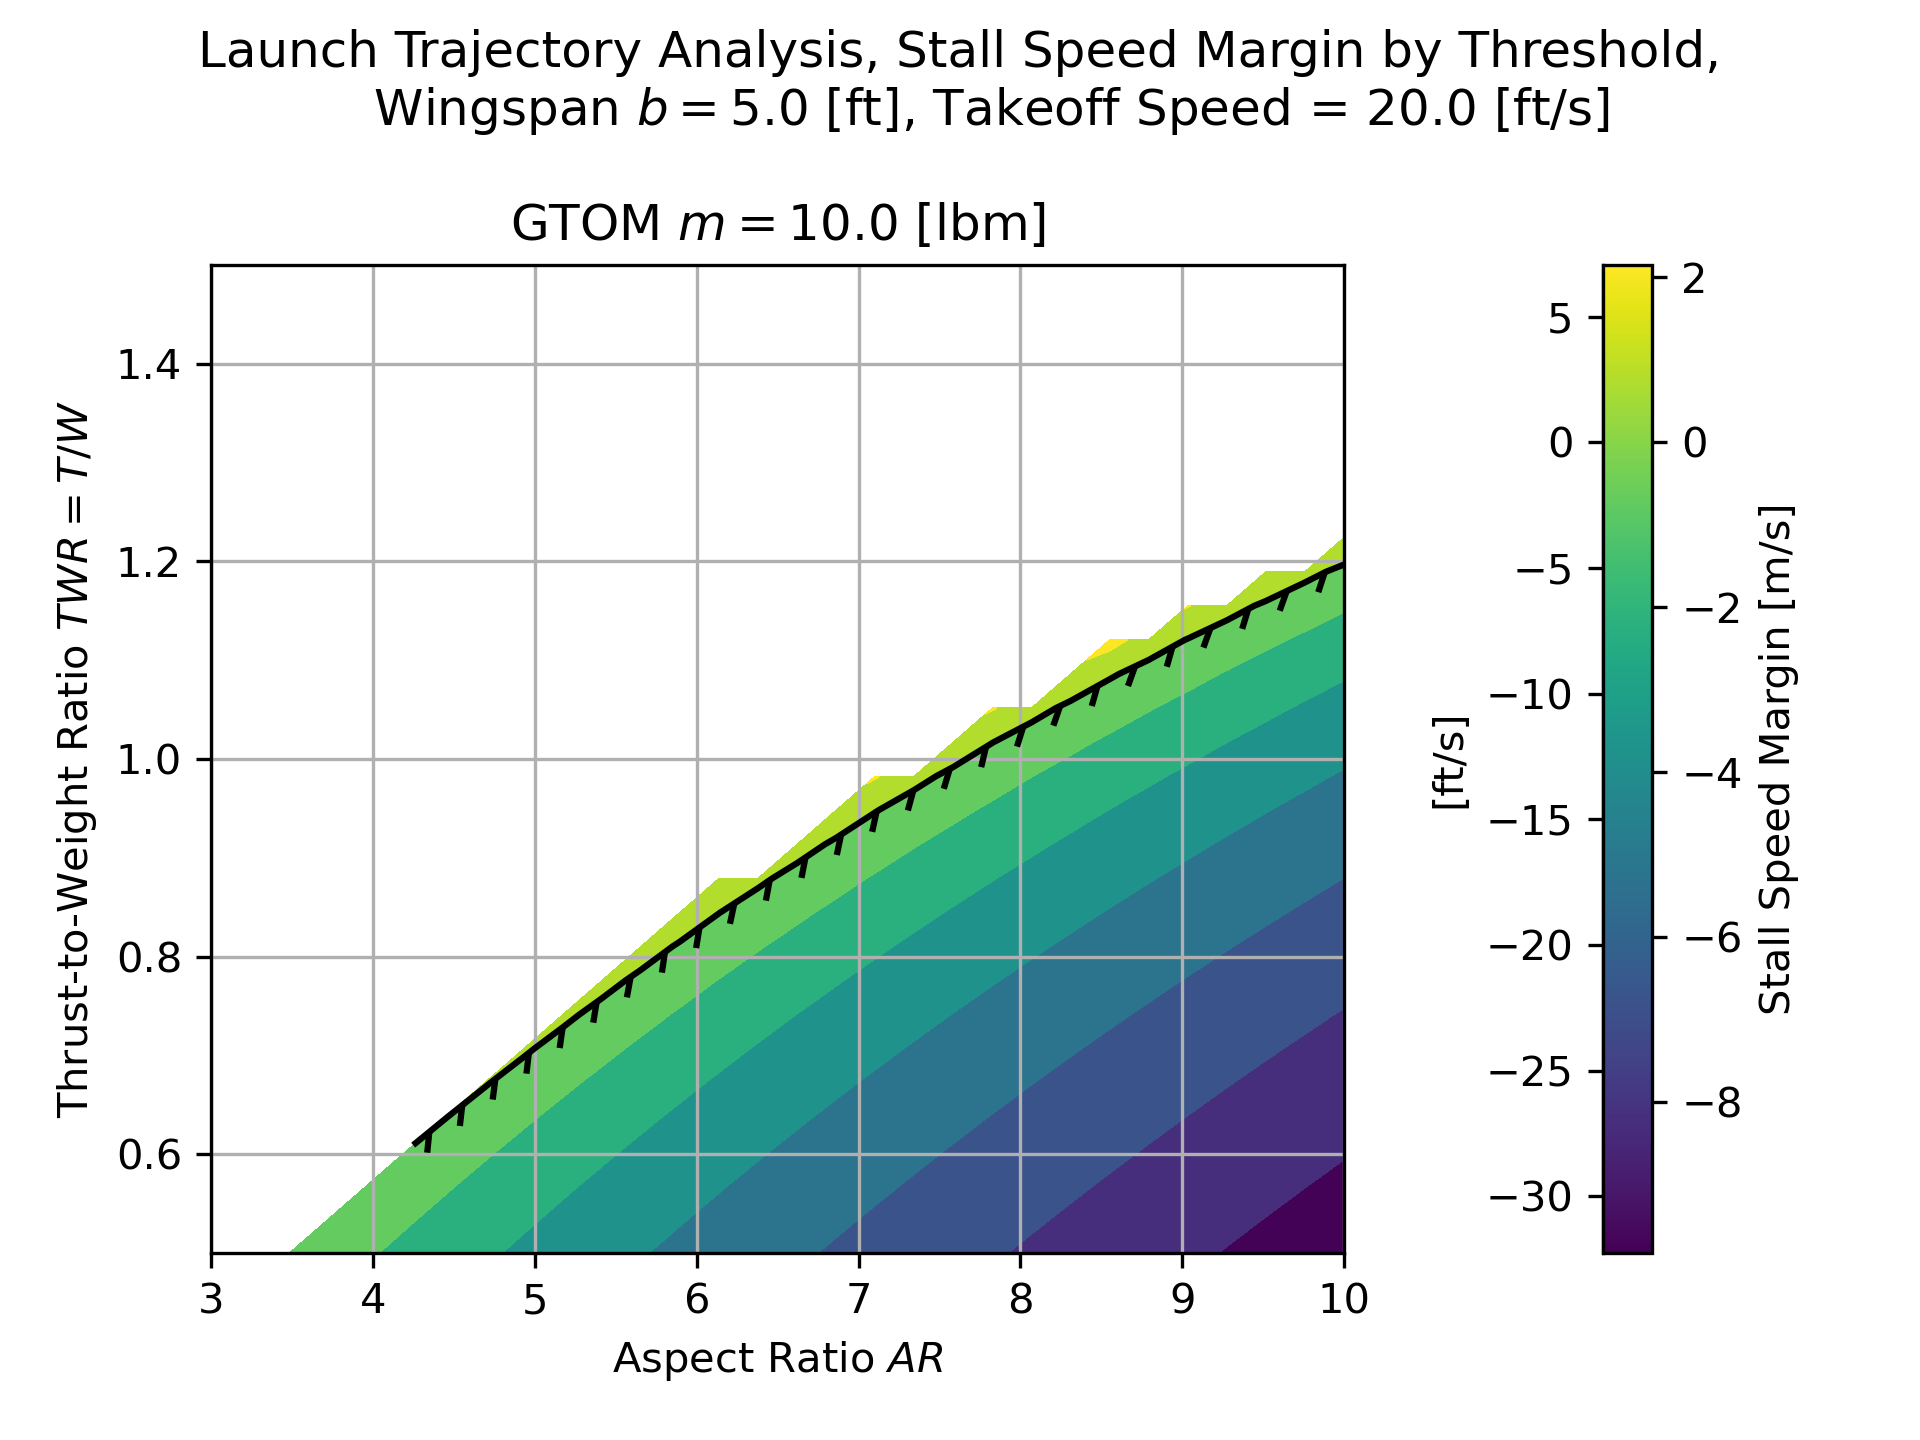 Launch Trajectory Analysis, Stall Speed Margin by Threshold,
Wingspan b = 5.0 [ft], Takeoff Speed = 20.0 [ft/s]
GTOM m = 10.0 [lbm]
Thrust-to-Weight Ratio TWR = T/W
1.4
1.2
1.0
0.8
0.6
3 4 5 6 7 8 9 10
Aspect Ratio AR
[ft/s]
5
0
−5
−10
−15
−20
−25
−30
2
0
−2
−4
−6
−8
Stall Speed Margin [m/s]